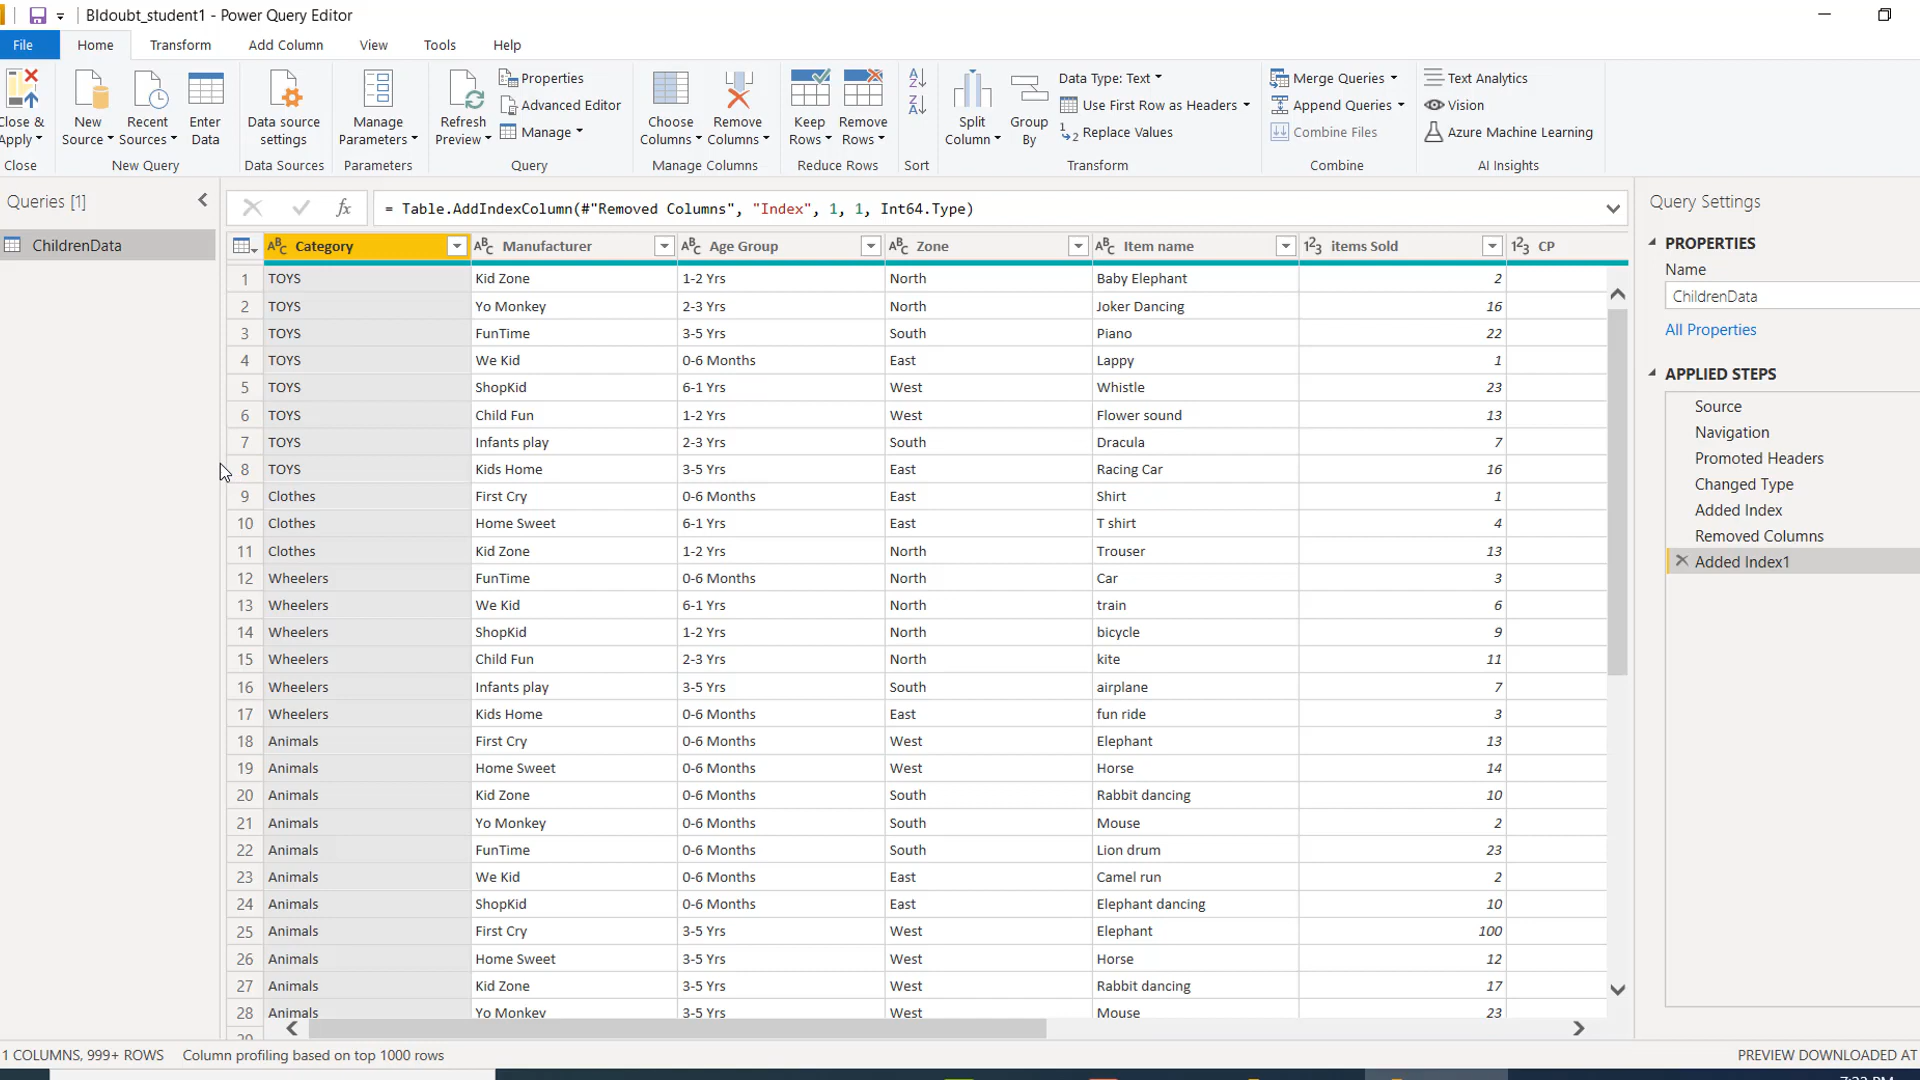 BIdoubt_student1 - Power Query Editor
File Home Transform Add Column View Tools Help
Close & Apply
New Source
Recent Sources
Enter Data
Data source settings
Manage Parameters
Refresh Preview
Properties
Advanced Editor
Manage
Choose Columns
Remove Columns
Keep Rows
Remove Rows
Split Column
Group By
Data Type: Text
Use First Row as Headers
Replace Values
Merge Queries
Append Queries
Combine Files
Text Analytics
Vision
Azure Machine Learning
Close New Query Data Sources Parameters Query Manage Columns Reduce Rows Sort Transform Combine AI Insights
Queries [1]
ChildrenData
= Table.AddIndexColumn(#"Removed Columns", "Index", 1, 1, Int64.Type)
Category Manufacturer Age Group Zone Item name items Sold CP
1 TOYS Kid Zone 1-2 Yrs North Baby Elephant 2
2 TOYS Yo Monkey 2-3 Yrs North Joker Dancing 16
3 TOYS FunTime 3-5 Yrs South Piano 22
4 TOYS We Kid 0-6 Months East Lappy 1
5 TOYS ShopKid 6-1 Yrs West Whistle 23
6 TOYS Child Fun 1-2 Yrs West Flower sound 13
7 TOYS Infants play 2-3 Yrs South Dracula 7
8 TOYS Kids Home 3-5 Yrs East Racing Car 16
9 Clothes First Cry 0-6 Months East Shirt 1
10 Clothes Home Sweet 6-1 Yrs East T shirt 4
11 Clothes Kid Zone 1-2 Yrs North Trouser 13
12 Wheelers FunTime 0-6 Months North Car 3
13 Wheelers We Kid 6-1 Yrs North train 6
14 Wheelers ShopKid 1-2 Yrs North bicycle 9
15 Wheelers Child Fun 2-3 Yrs North kite 11
16 Wheelers Infants play 3-5 Yrs South airplane 7
17 Wheelers Kids Home 0-6 Months East fun ride 3
18 Animals First Cry 0-6 Months West Elephant 13
19 Animals Home Sweet 0-6 Months West Horse 14
20 Animals Kid Zone 0-6 Months South Rabbit dancing 10
21 Animals Yo Monkey 0-6 Months South Mouse 2
22 Animals FunTime 0-6 Months South Lion drum 23
23 Animals We Kid 0-6 Months East Camel run 2
24 Animals ShopKid 0-6 Months East Elephant dancing 10
25 Animals First Cry 3-5 Yrs West Elephant 100
26 Animals Home Sweet 3-5 Yrs West Horse 12
27 Animals Kid Zone 3-5 Yrs West Rabbit dancing 17
28 Animals Yo Monkey 3-5 Yrs West Mouse 23
Query Settings
PROPERTIES
Name
ChildrenData
All Properties
APPLIED STEPS
Source
Navigation
Promoted Headers
Changed Type
Added Index
Removed Columns
Added Index1
1 COLUMNS, 999+ ROWS Column profiling based on top 1000 rows
PREVIEW DOWNLOADED AT